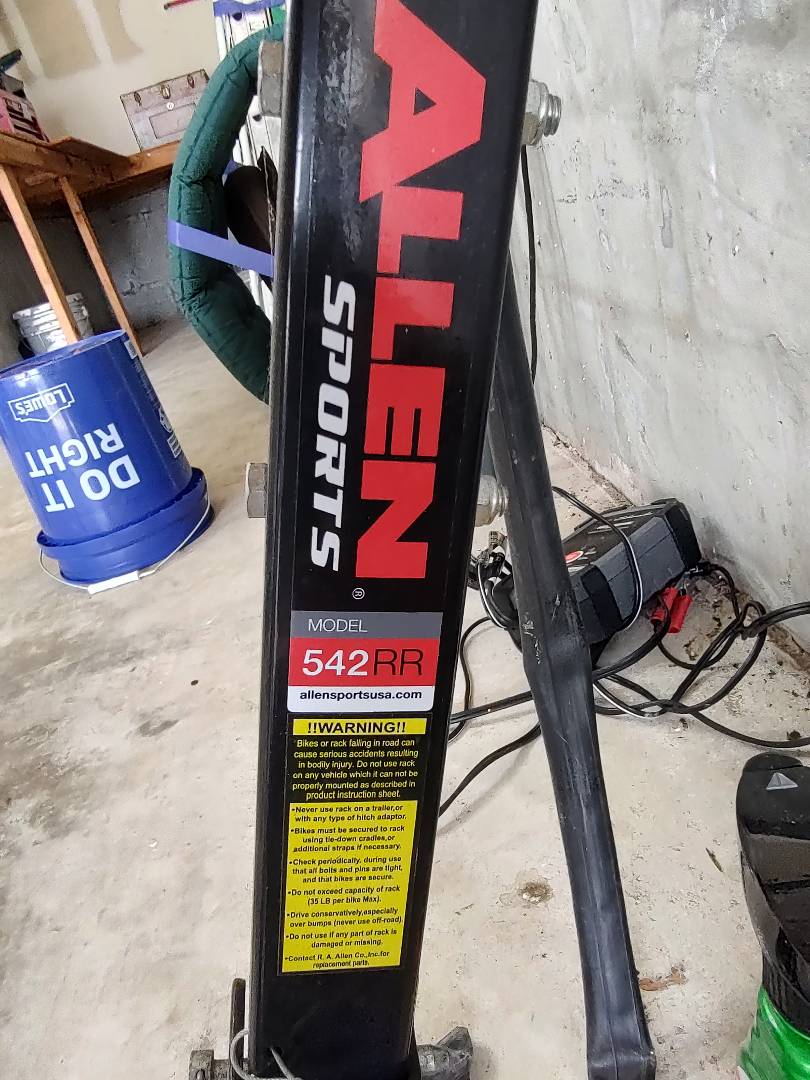 ALLEN
SPORTS
®
MODEL
542RR
allensportsusa.com
!!WARNING!!
Bikes or rack falling in road can
cause serious accidents resulting
in bodily injury. Do not use rack
on any vehicle which it can not be
properly mounted as described in
product instruction sheet.
•Never use rack on a trailer,or
with any type of hitch adaptor.
•Bikes must be secured to rack
using tie-down cradles,or
additional straps if necessary.
•Check periodically, during use
that all bolts and pins are tight,
and that bikes are secure.
•Do not exceed capacity of rack
(35 LB per bike Max).
•Drive conservatively,especially
over bumps (never use off-road).
•Do not use if any part of rack is
damaged or missing.
•Contact R. A. Allen Co.,Inc.for
replacement parts.
LOWE'S
DO IT
RIGHT